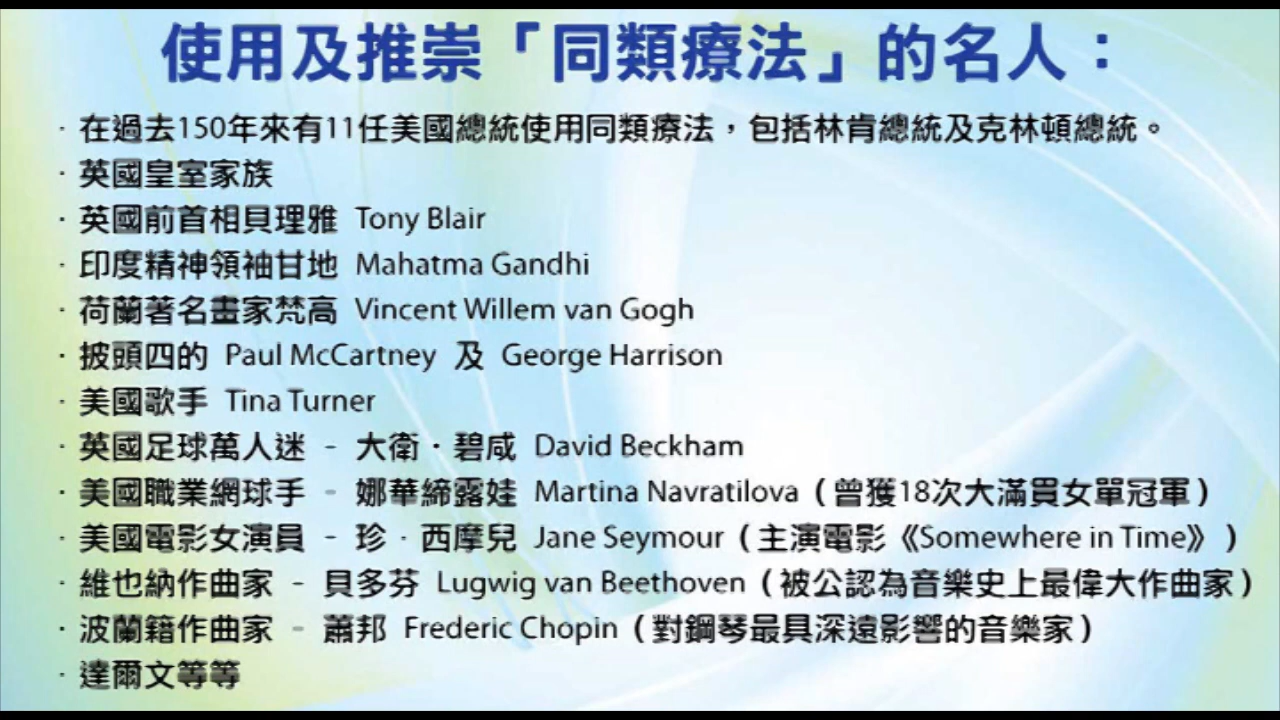 使用及推崇「同類療法」的名人：
· 在過去150年來有11任美國總統使用同類療法，包括林肯總統及克林頓總統。
· 英國皇室家族
· 英國前首相貝理雅 Tony Blair
· 印度精神領袖甘地 Mahatma Gandhi
· 荷蘭著名畫家梵高 Vincent Willem van Gogh
· 披頭四的 Paul McCartney 及 George Harrison
· 美國歌手 Tina Turner
· 英國足球萬人迷 - 大衛·碧咸 David Beckham
· 美國職業網球手 - 娜華締露娃 Martina Navratilova（曾獲18次大滿貫女單冠軍）
· 美國電影女演員 - 珍·西摩兒 Jane Seymour（主演電影《Somewhere in Time》）
· 維也納作曲家 - 貝多芬 Lugwig van Beethoven（被公認為音樂史上最偉大作曲家）
· 波蘭籍作曲家 - 蕭邦 Frederic Chopin（對鋼琴最具深遠影響的音樂家）
· 達爾文等等